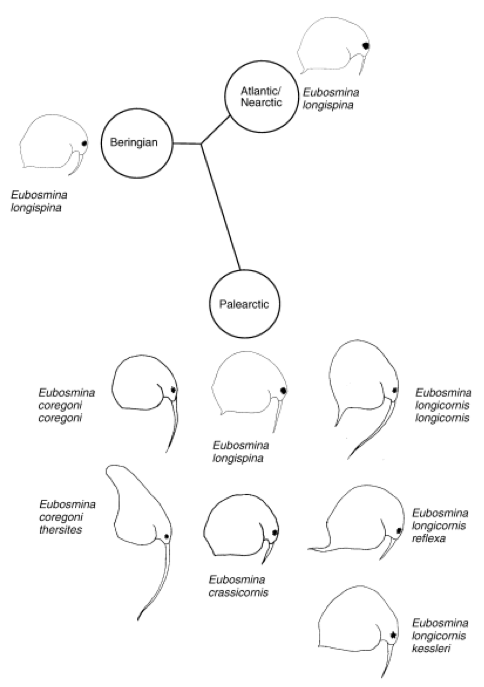 Atlantic/
Nearctic
Eubosmina
longispina
Beringian
Eubosmina
longispina
Palearctic
Eubosmina
coregoni
coregoni
Eubosmina
longispina
Eubosmina
longicornis
longicornis
Eubosmina
coregoni
thersites
Eubosmina
crassicornis
Eubosmina
longicornis
reflexa
Eubosmina
longicornis
kessleri